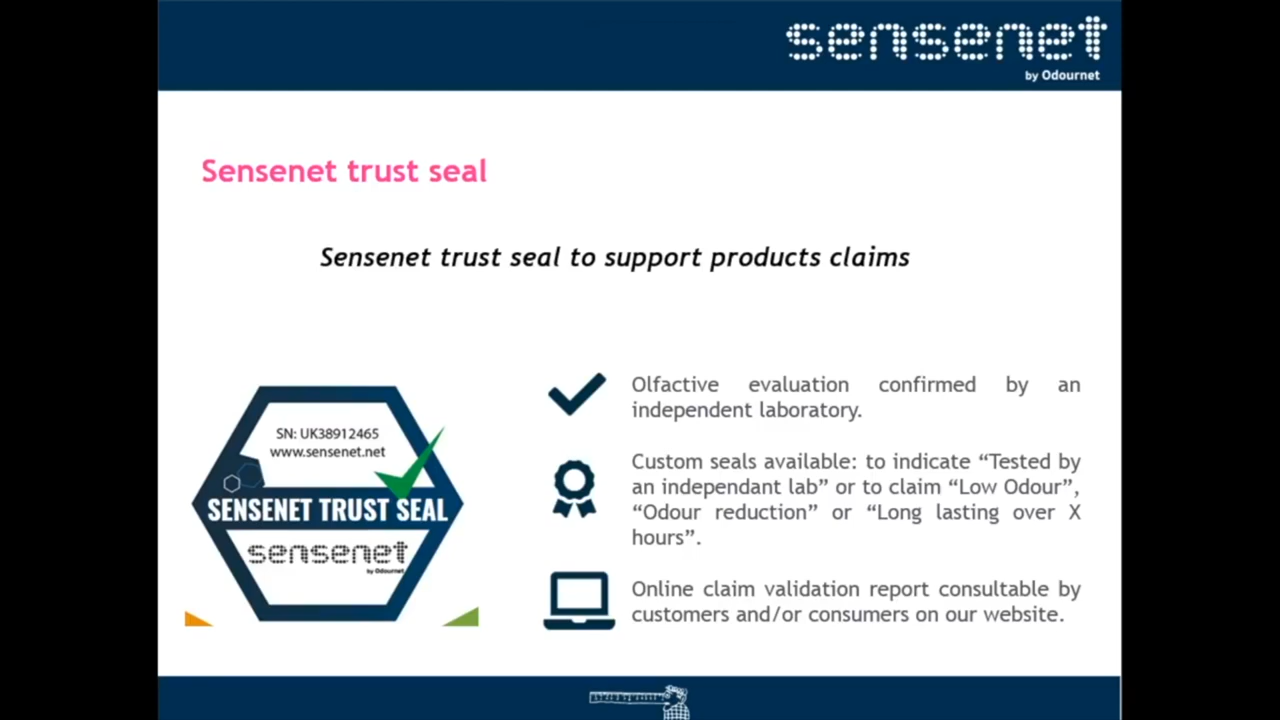 sensenet
by Odournet
Sensenet trust seal
Sensenet trust seal to support products claims
SN: UK38912465
www.sensenet.net
SENSENET TRUST SEAL
sensenet
by Odournet
Olfactive evaluation confirmed by an
independent laboratory.
Custom seals available: to indicate “Tested by
an independant lab” or to claim “Low Odour”,
“Odour reduction” or “Long lasting over X
hours”.
Online claim validation report consultable by
customers and/or consumers on our website.